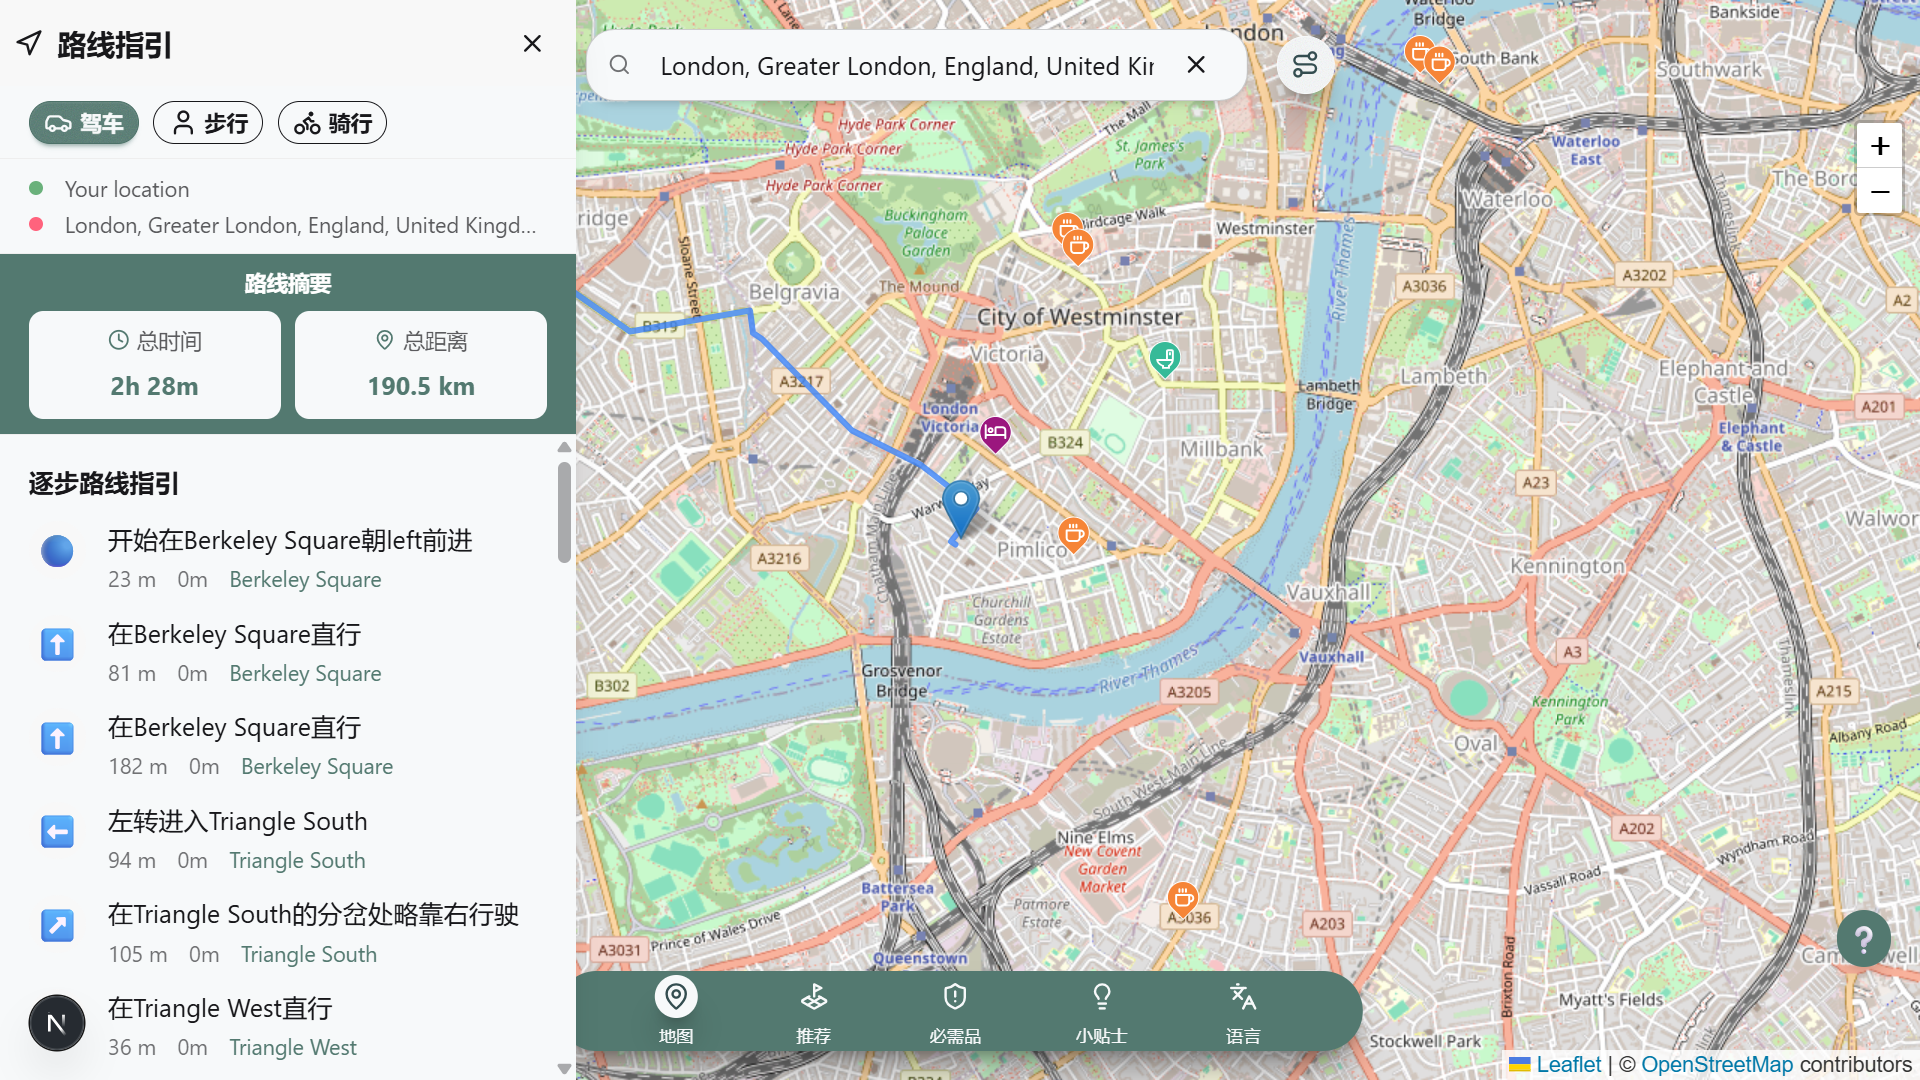 路线指引
驾车
步行
骑行
Your location
London, Greater London, England, United Kingd...
路线摘要
总时间
2h 28m
总距离
190.5 km
逐步路线指引
开始在Berkeley Square朝left前进
23 m 0m Berkeley Square
在Berkeley Square直行
81 m 0m Berkeley Square
在Berkeley Square直行
182 m 0m Berkeley Square
左转进入Triangle South
94 m 0m Triangle South
在Triangle South的分岔处略靠右行驶
105 m 0m Triangle South
N
在Triangle West直行
36 m 0m Triangle West
London, Greater London, England, United Kin
London
Waterloo
Bridge
Bankside
South Bank
Southwark
Hyde Park Corner
Hyde Park Corner
Hyde Park Corner
The Mall
St. James's
Park
Waterloo
East
Waterloo
The Boro
Thameslink
+
−
ridge
Sloane Street
Buckingham
Palace
Garden
Birdcage Walk
Westminster
River Thames
The Mound
Belgravia
A3036
A3202
A2
B319
City of Westminster
Victoria
A3217
Lambeth
Bridge
Lambeth
Elephant and
Castle
A201
London
Victoria
B324
Millbank
Elephant
& Castle
A23
Walwor
Chatham Main Line
Pimlico
A3216
Churchill
Gardens
Estate
Vauxhall
Kennington
Vauxhall
A3
Thameslink
Grosvenor
Bridge
River Thames
B302
A3205
A215
Kennington
Park
Albany Road
Oval
South West Main Line
Nine Elms
New Covent
Garden
Market
A202
Wyndham Road
Battersea
Park
Patmore
Estate
A3036
Vassall Road
A203
A3031
Prince of Wales Drive
Queenstown
Brixton Road
Cam
well
Myatt's Fields
Stockwell Park
地图
推荐
必需品
小贴士
语言
?
Leaflet | © OpenStreetMap contributors